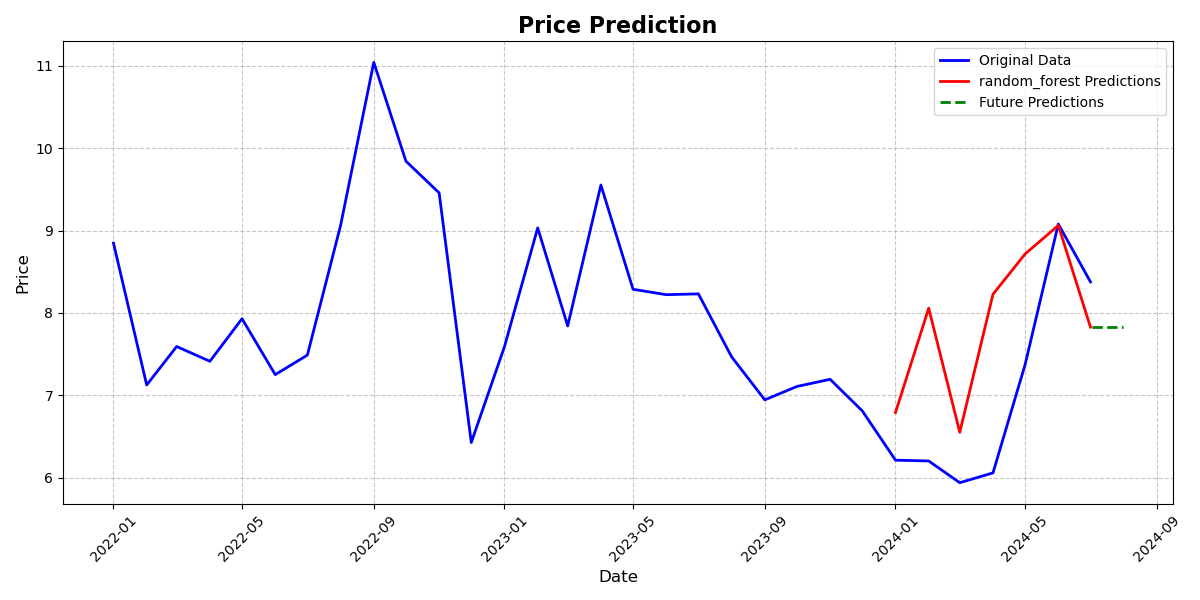 Price Prediction
Original Data
random_forest Predictions
Future Predictions
Price
11
10
9
8
7
6
2022-01
2022-05
2022-09
2023-01
2023-05
2023-09
2024-01
2024-05
2024-09
Date